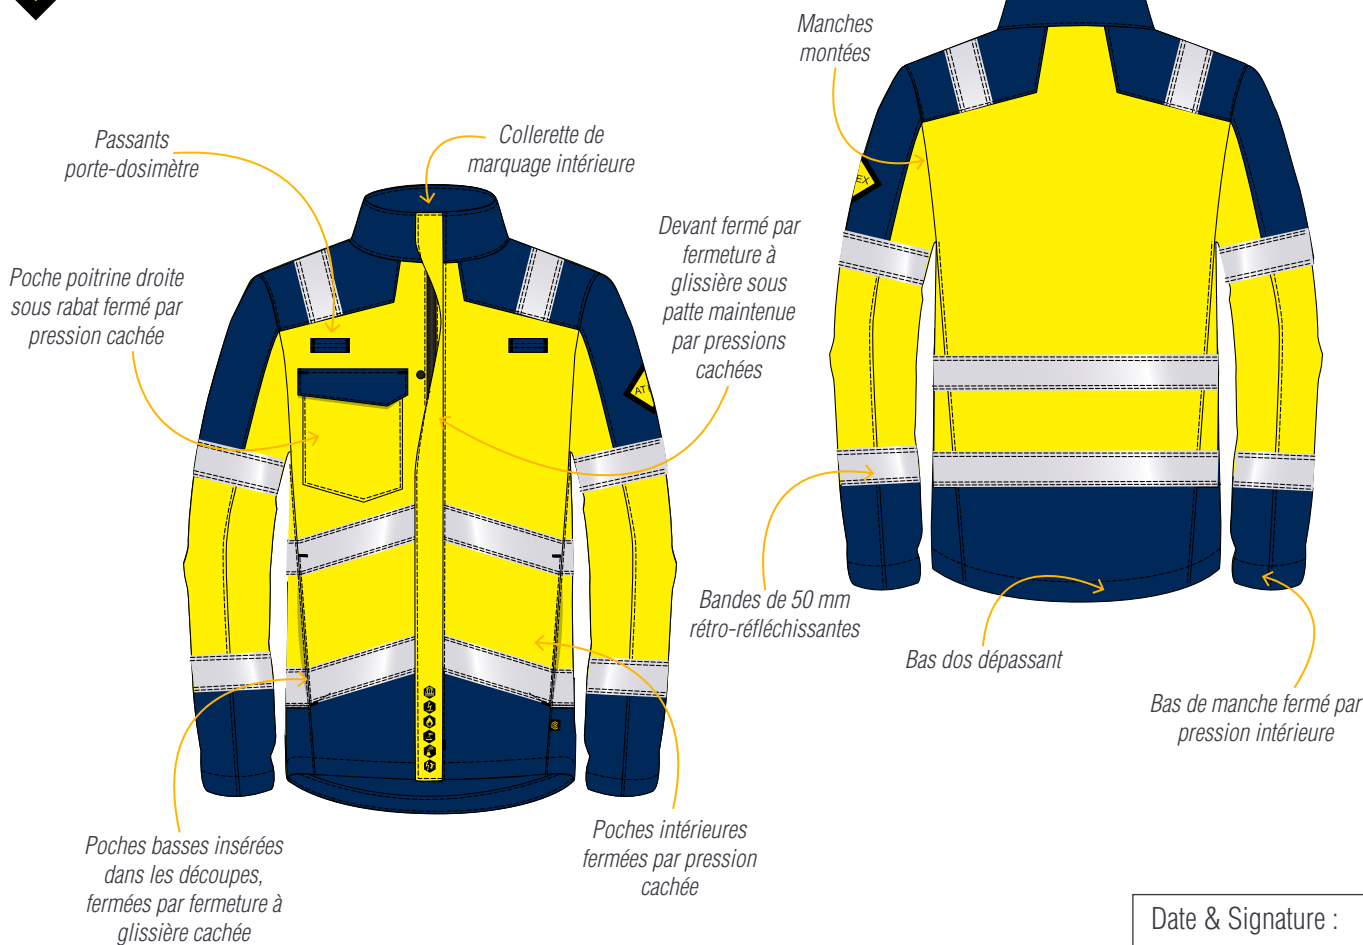 Manches
montées
Passants
porte-dosimètre
Collerette de
marquage intérieure
Poche poitrine droite
sous rabat fermé par
pression cachée
Devant fermé par
fermeture à
glissière sous
patte maintenue
par pressions
cachées
EX
AT
Bandes de 50 mm
rétro-réfléchissantes
Bas dos dépassant
Bas de manche fermé par
pression intérieure
Poches basses insérées
dans les découpes,
fermées par fermeture à
glissière cachée
Poches intérieures
fermées par pression
cachée
Date & Signature :